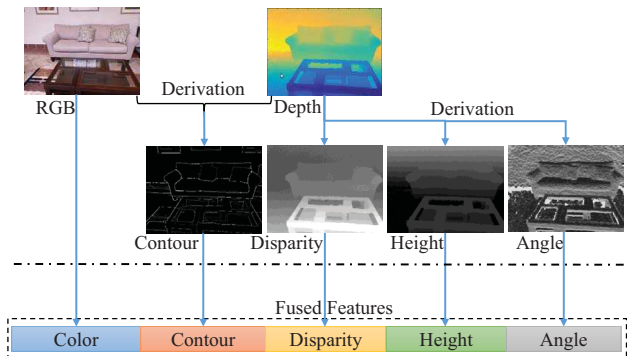 Derivation
RGB
Depth
Derivation
Contour
Disparity
Height
Angle
Fused Features
Color
Contour
Disparity
Height
Angle